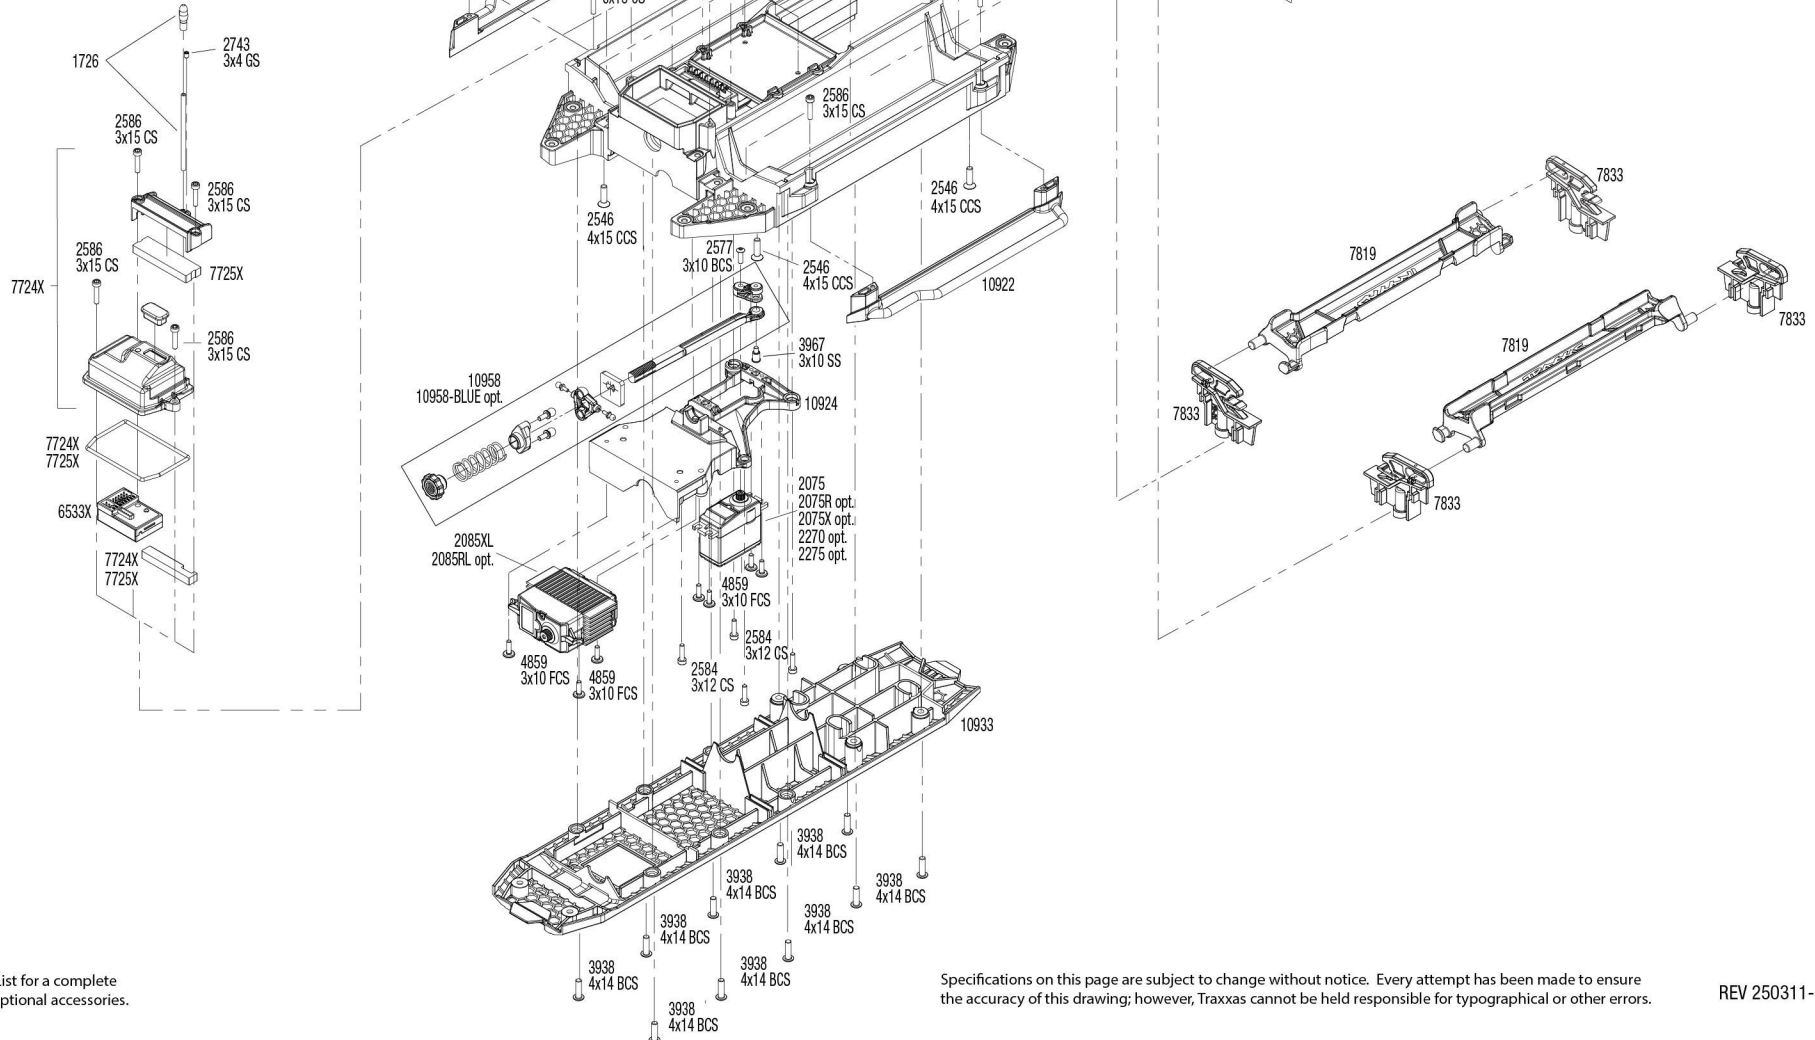 3x15 CS
1726
2743
3x4 GS
2586
3x15 CS
2586
3x15 CS
2586
3x15 CS
7725X
7724X
2586
3x15 CS
7724X
7725X
6533X
7724X
7725X
2586
3x15 CS
2546
4x15 CCS
2546
4x15 CCS
2577
3x10 BCS
2546
4x15 CCS
10922
3967
3x10 SS
10958
10958-BLUE opt.
10924
2075
2075R opt.
2075X opt.
2270 opt.
2275 opt.
2085XL
2085RL opt.
4859
3x10 FCS
2584
3x12 CS
4859
3x10 FCS
4859
3x10 FCS
2584
3x12 CS
10933
3938
4x14 BCS
3938
4x14 BCS
3938
4x14 BCS
3938
4x14 BCS
3938
4x14 BCS
3938
4x14 BCS
3938
4x14 BCS
3938
4x14 BCS
7833
7819
7833
7819
7833
7833
List for a complete
optional accessories.
Specifications on this page are subject to change without notice. Every attempt has been made to ensure
the accuracy of this drawing; however, Traxxas cannot be held responsible for typographical or other errors.
REV 250311-